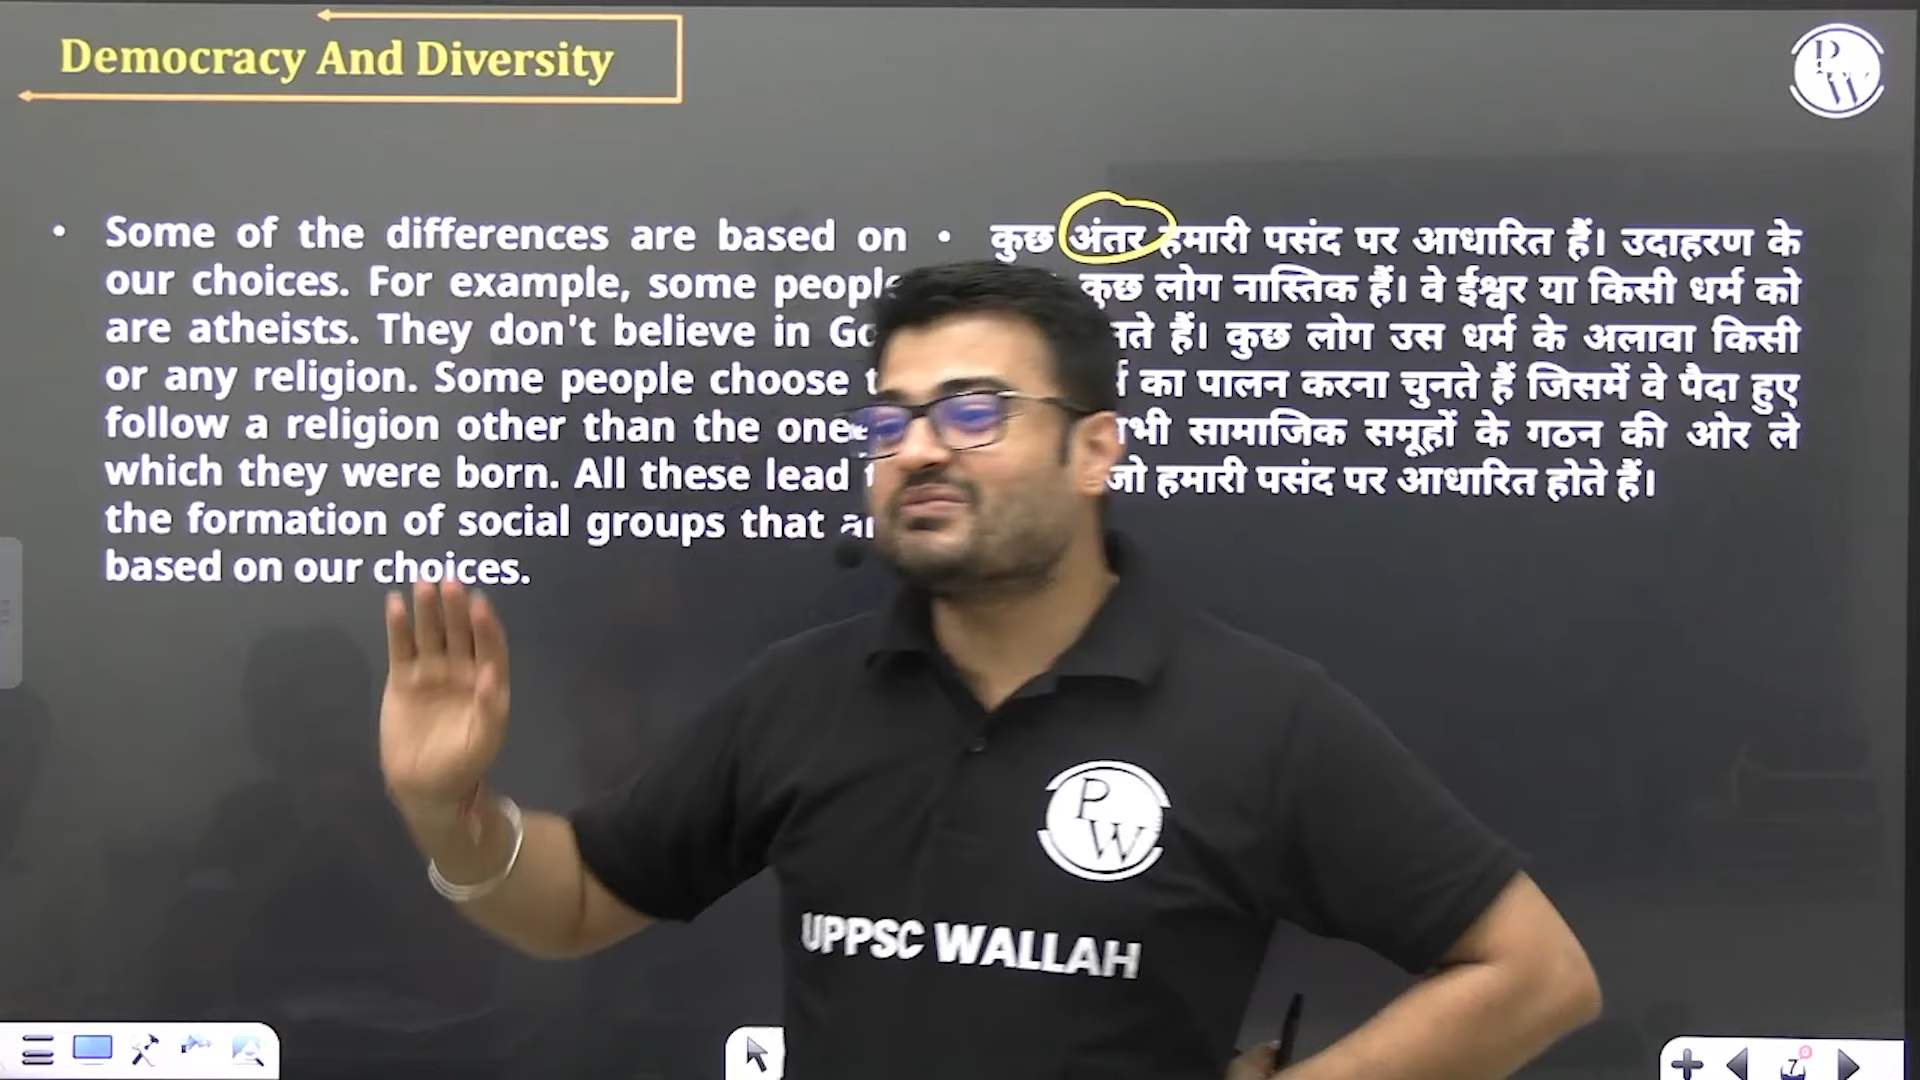 Democracy And Diversity
PW
• Some of the differences are based on
our choices. For example, some people
are atheists. They don't believe in
or any religion. Some people choose
follow a religion other than the one
which they were born. All these lead
the formation of social groups that
based on our choices.
• कुछ अंतर हमारी पसंद पर आधारित हैं। उदाहरण के
कुछ लोग नास्तिक हैं। वे ईश्वर या किसी धर्म को
हैं। कुछ लोग उस धर्म के अलावा किसी
का पालन करना चुनते हैं जिसमें वे पैदा हुए
सामाजिक समूहों के गठन की ओर ले
जो हमारी पसंद पर आधारित होते हैं।
PW
UPPSC WALLAH
7